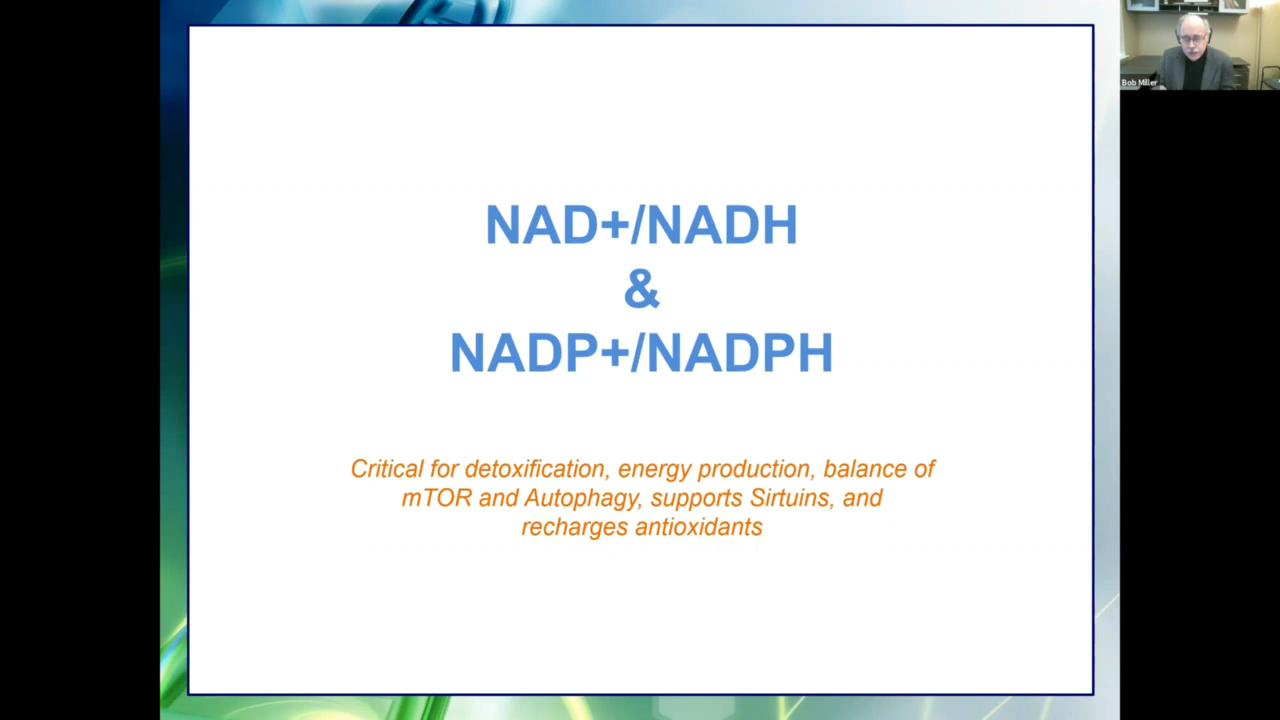 NAD+/NADH
&
NADP+/NADPH
Critical for detoxification, energy production, balance of
mTOR and Autophagy, supports Sirtuins, and
recharges antioxidants
Bob Miller